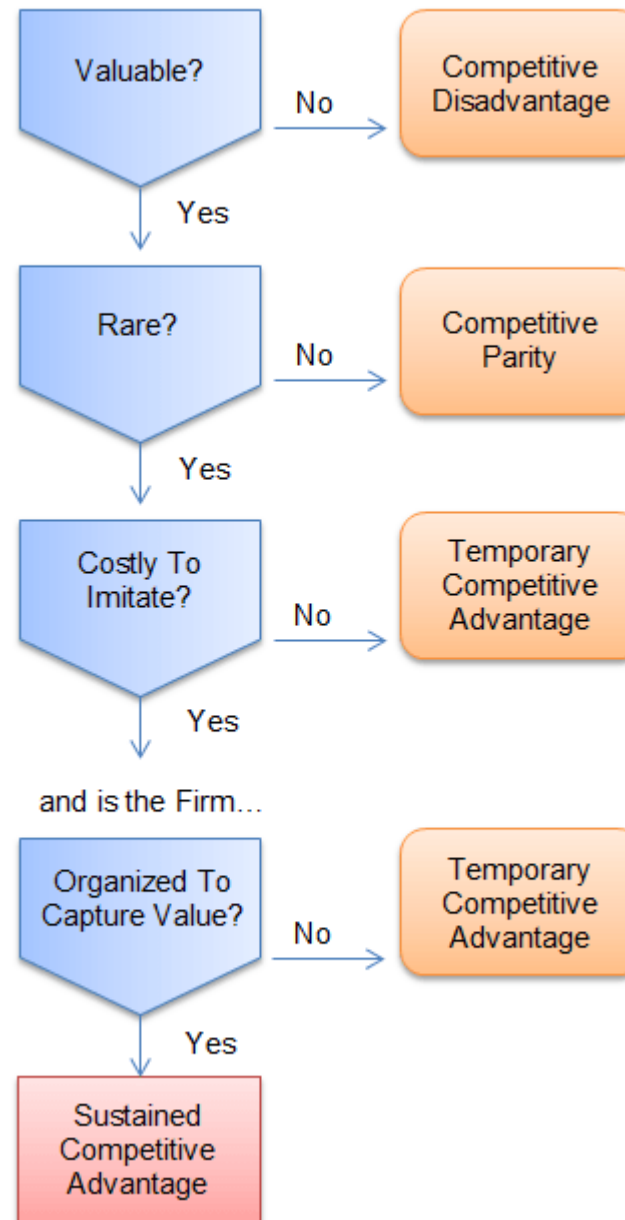 Valuable?
No
Competitive
Disadvantage
Yes
Rare?
No
Competitive
Parity
Yes
Costly To
Imitate?
No
Temporary
Competitive
Advantage
Yes
and is the Firm...
Organized To
Capture Value?
No
Temporary
Competitive
Advantage
Yes
Sustained
Competitive
Advantage